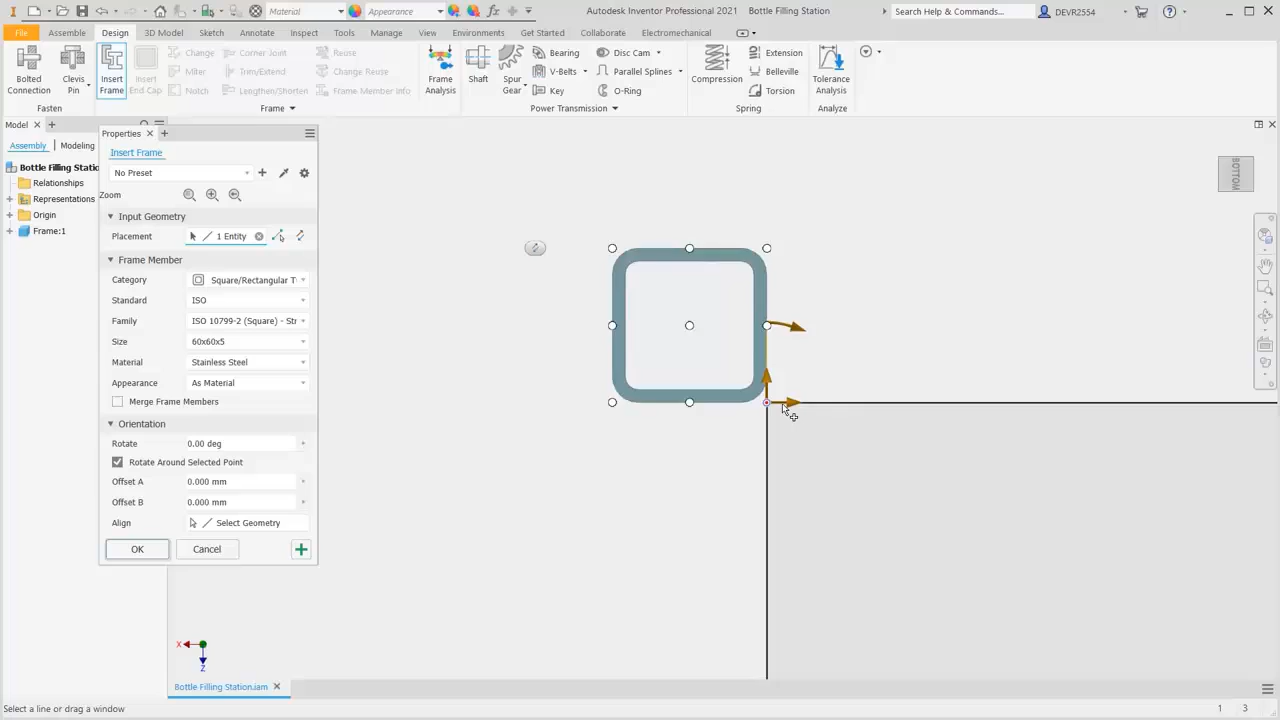 Material Appearance Autodesk Inventor Professional 2021 Bottle Filling Station Search Help & Commands... DEVR2554
File Assembly Design 3D Model Sketch Annotate Inspect Tools Manage View Environments Get Started Collaborate Electromechanical
Bolted Connection
Clevis Pin
Insert Frame
Insert End Cap
Change Corner Joint Reuse
Miter Trim/Extend Change Reuse
Notch Lengthen/Shorten Frame Member Info
Frame Analysis
Shaft
Spur Gear
Bearing Disc Cam
V-Belts Parallel Splines
Key O-Ring
Compression
Extension
Belleville
Torsion
Tolerance Analysis
Fasten Frame Power Transmission Spring Analyze
Model
Assembly Modeling
Bottle Filling Static
Relationships
Representations
Origin
Frame:1
Properties
Insert Frame
No Preset
Zoom
Input Geometry
Placement 1 Entity
Frame Member
Category Square/Rectangular T
Standard ISO
Family ISO 10799-2 (Square) - Str
Size 60x60x5
Material Stainless Steel
Appearance As Material
Merge Frame Members
Orientation
Rotate 0.00 deg
Rotate Around Selected Point
Offset A 0.000 mm
Offset B 0.000 mm
Align Select Geometry
OK Cancel
BOTTOM
X
Z
Bottle Filling Station.iam
Select a line or drag a window 1 3